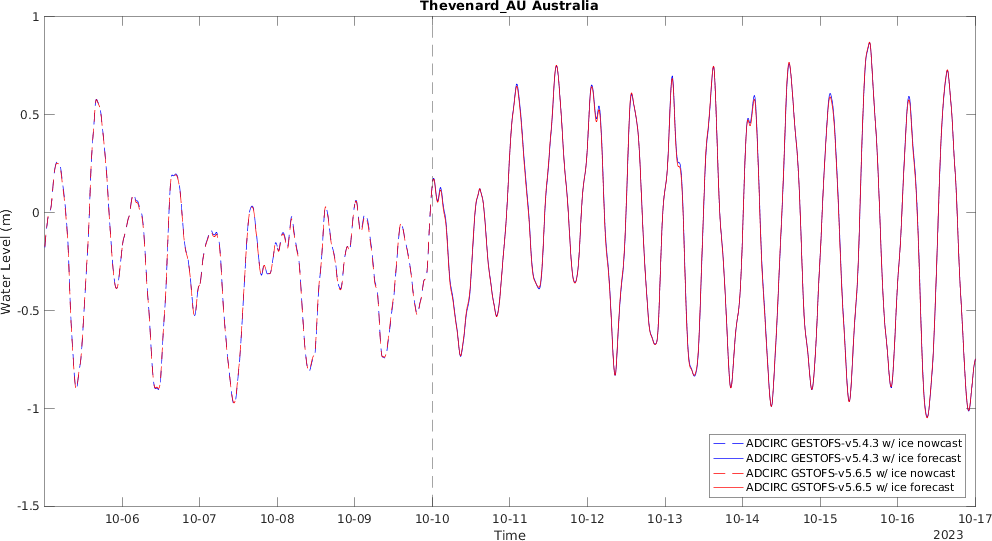 Thevenard_AU Australia
Water Level (m)
1
0.5
0
-0.5
-1
-1.5
ADCIRC GESTOFS-v5.4.3 w/ ice nowcast
ADCIRC GESTOFS-v5.4.3 w/ ice forecast
ADCIRC GSTOFS-v5.6.5 w/ ice nowcast
ADCIRC GSTOFS-v5.6.5 w/ ice forecast
10-06 10-07 10-08 10-09 10-10 10-11 10-12 10-13 10-14 10-15 10-16 10-17
Time
2023